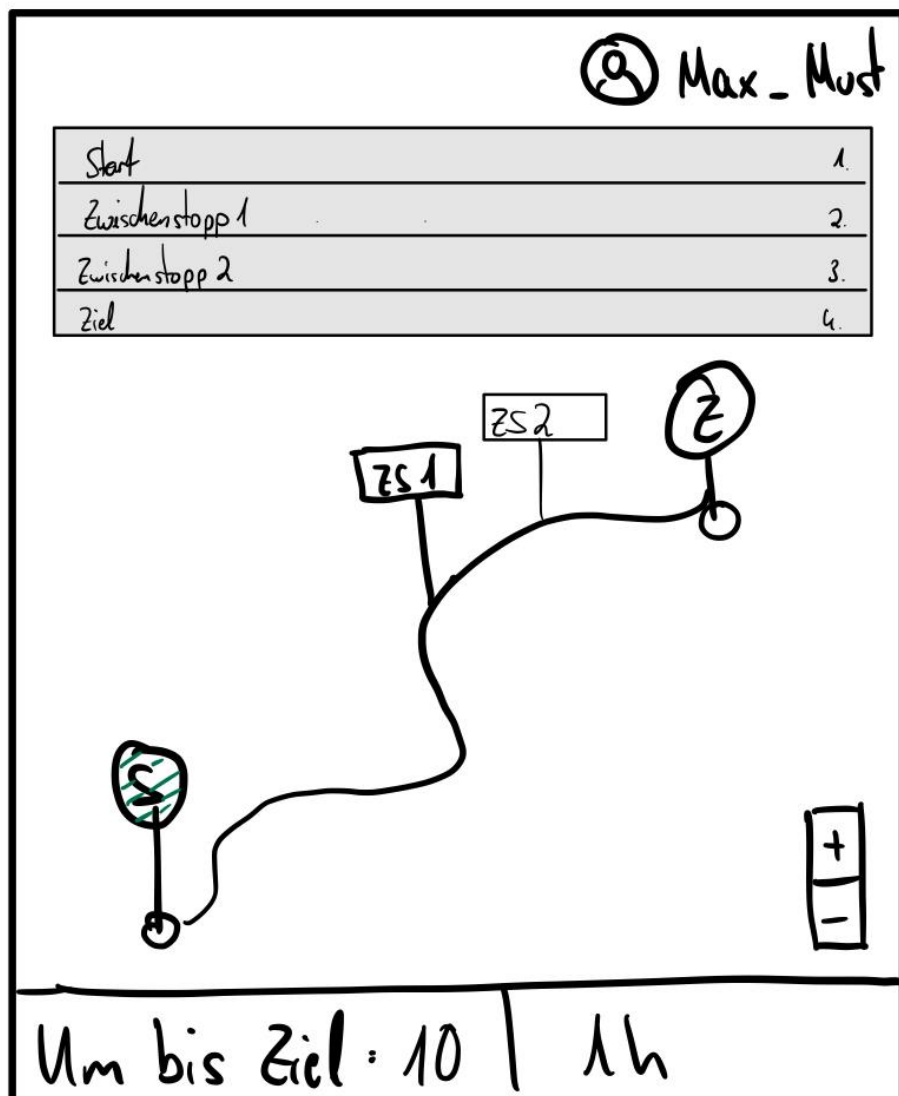 Max_Must
Start 1.
Zwischenstopp 1 2.
Zwischenstopp 2 3.
Ziel 4.
ZS 2
Z
ZS 1
S
+
-
Um bis Ziel: 10 | 1h